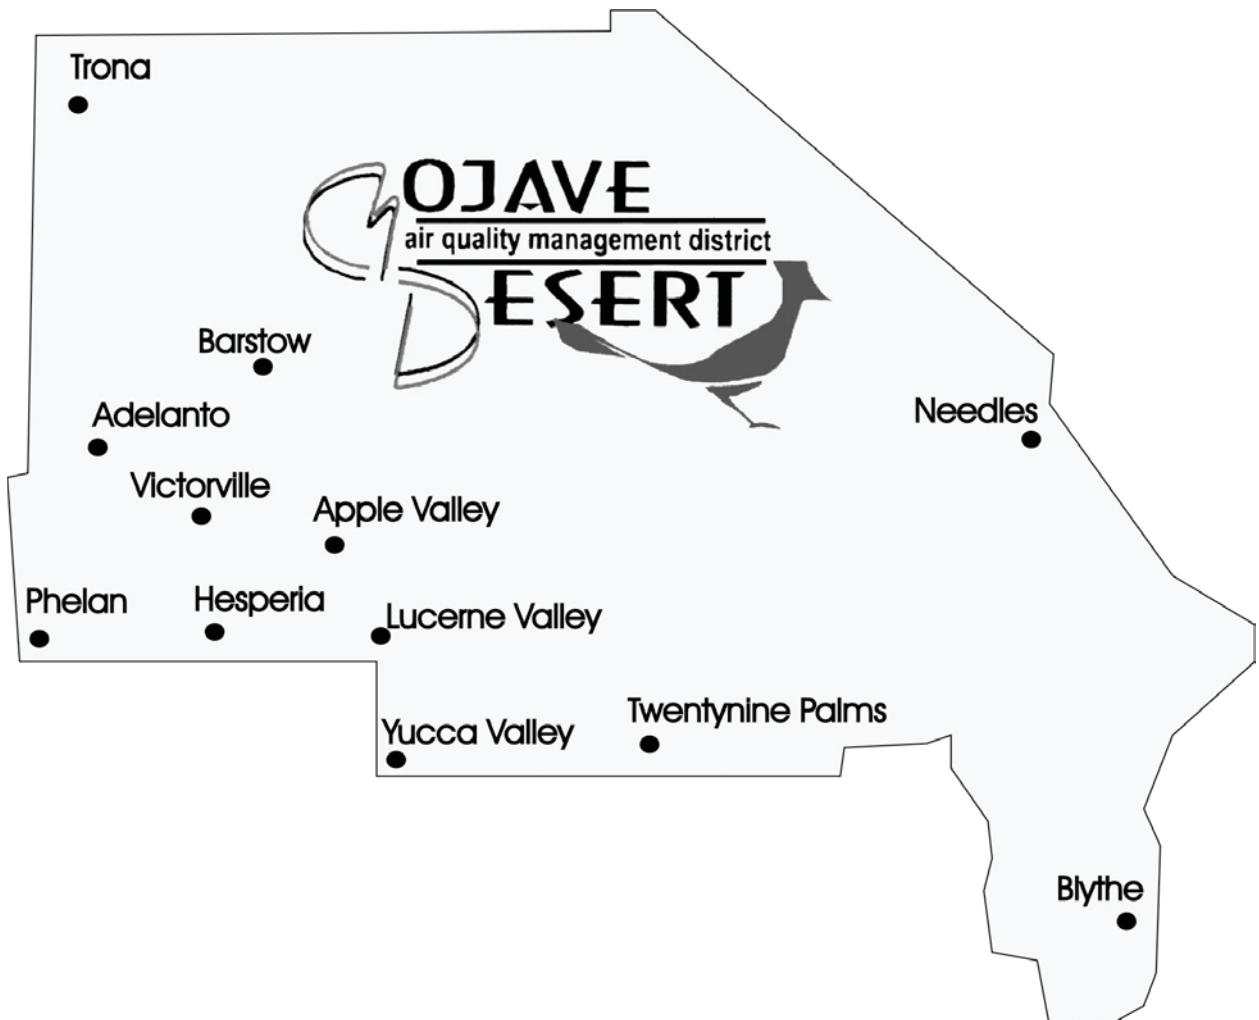 Trona
MOJAVE
air quality management district
DESERT
Barstow
Adelanto
Needles
Victorville
Apple Valley
Phelan
Hesperia
Lucerne Valley
Twentynine Palms
Yucca Valley
Blythe